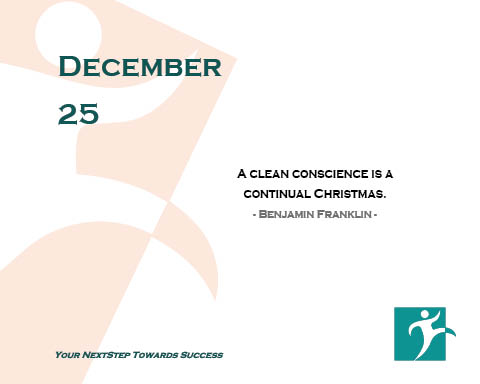 December
25
A clean conscience is a
continual Christmas.
- Benjamin Franklin -
Your NextStep Towards Success